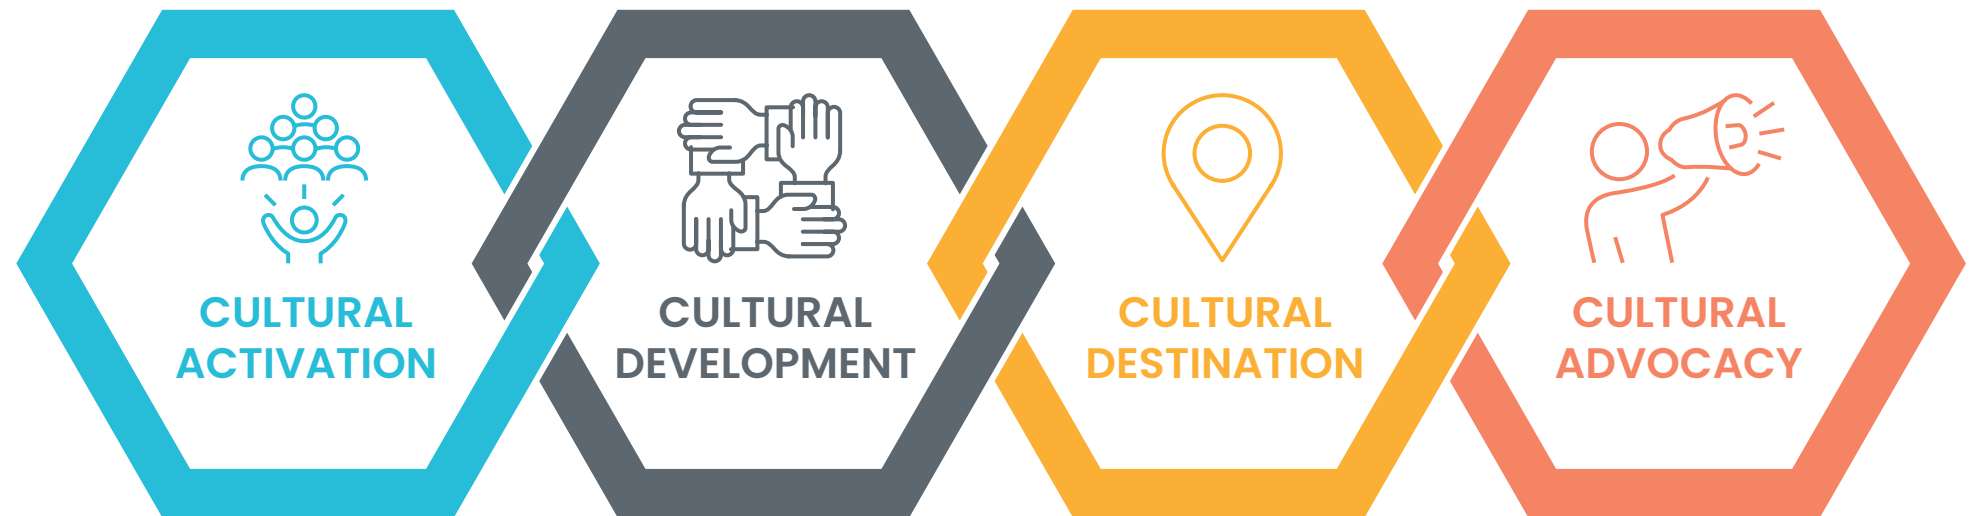 CULTURAL
ACTIVATION
CULTURAL
DEVELOPMENT
CULTURAL
DESTINATION
CULTURAL
ADVOCACY